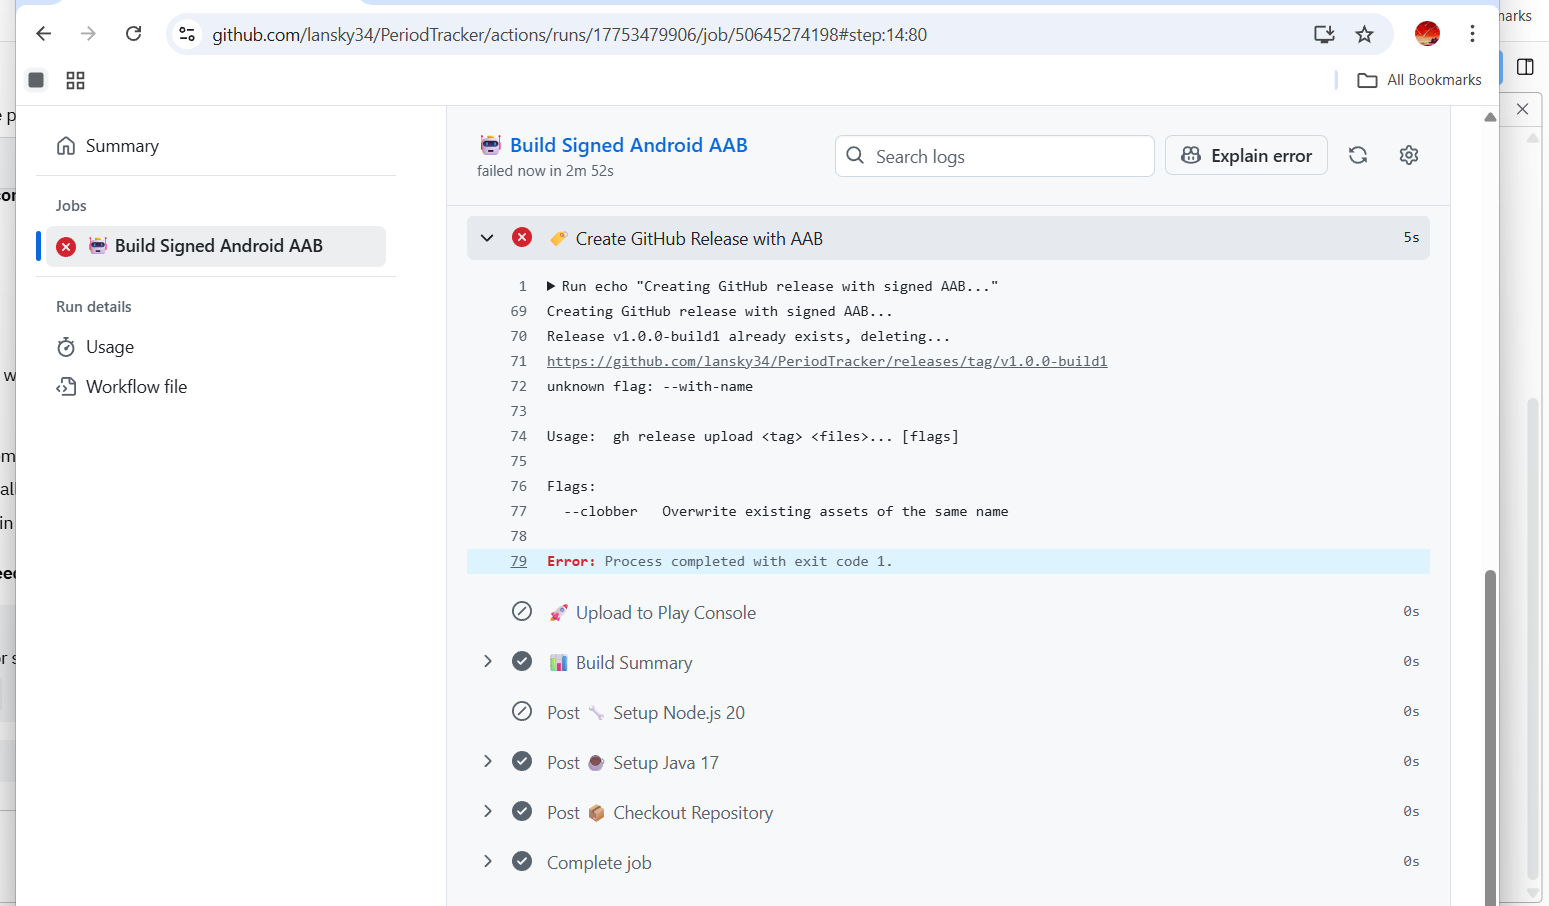 github.com/lansky34/PeriodTracker/actions/runs/17753479906/job/50645274198#step:14:80
All Bookmarks
Summary
Jobs
Build Signed Android AAB
Run details
Usage
Workflow file
Build Signed Android AAB
failed now in 2m 52s
Search logs
Explain error
Create GitHub Release with AAB 5s
1 Run echo "Creating GitHub release with signed AAB..."
69 Creating GitHub release with signed AAB...
70 Release v1.0.0-build1 already exists, deleting...
71 https://github.com/lansky34/PeriodTracker/releases/tag/v1.0.0-build1
72 unknown flag: --with-name
73
74 Usage:  gh release upload <tag> <files>... [flags]
75
76 Flags:
77   --clobber   Overwrite existing assets of the same name
78
79 Error: Process completed with exit code 1.
Upload to Play Console 0s
Build Summary 0s
Post Setup Node.js 20 0s
Post Setup Java 17 0s
Post Checkout Repository 0s
Complete job 0s